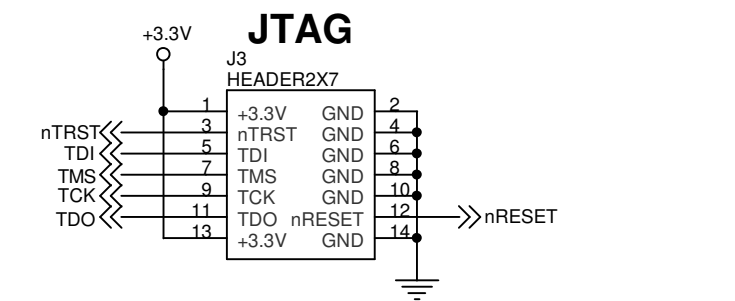 JTAG
+3.3V
J3
HEADER2X7
1 +3.3V GND 2
nTRST 3 nTRST GND 4
TDI 5 TDI GND 6
TMS 7 TMS GND 8
TCK 9 TCK GND 10
TDO 11 TDO nRESET 12 nRESET
13 +3.3V GND 14